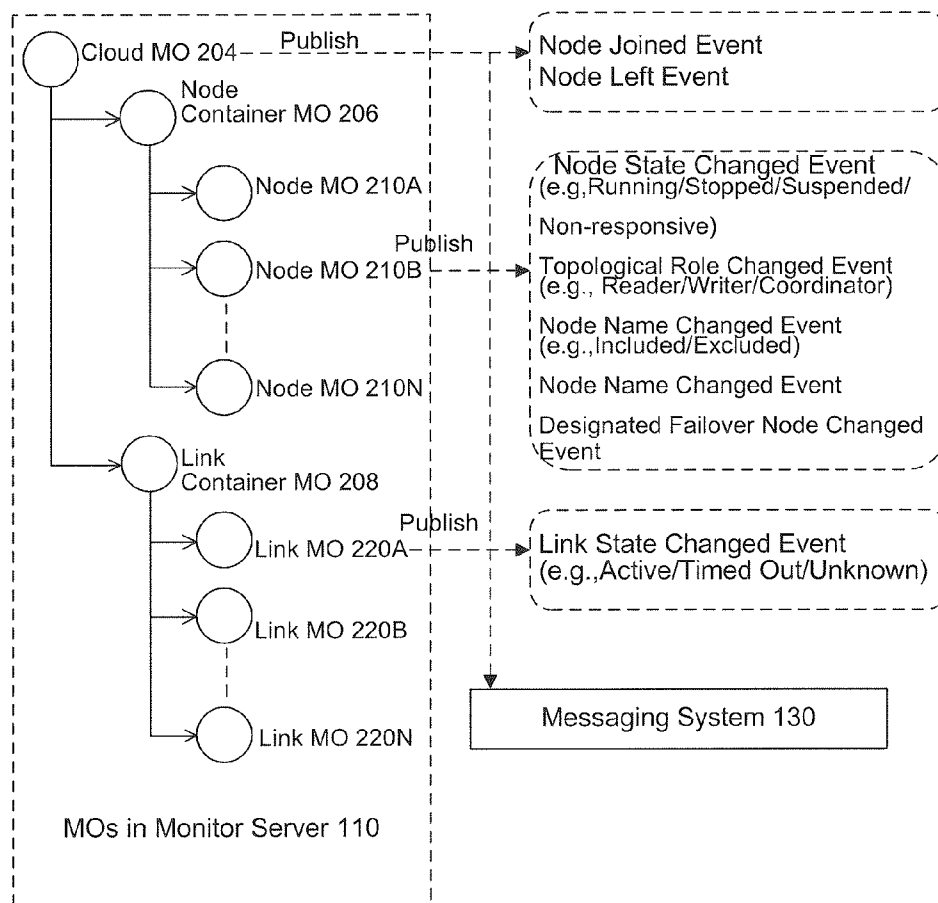 Cloud MO 204
Publish
Node Joined Event
Node Left Event
Node
Container MO 206
Node MO 210A
Node MO 210B
Node MO 210N
Publish
Node State Changed Event
(e.g,Running/Stopped/Suspended/
Non-responsive)
Topological Role Changed Event
(e.g., Reader/Writer/Coordinator)
Node Name Changed Event
(e.g.,Included/Excluded)
Node Name Changed Event
Designated Failover Node Changed
Event
Link
Container MO 208
Link MO 220A
Link MO 220B
Link MO 220N
Publish
Link State Changed Event
(e.g.,Active/Timed Out/Unknown)
Messaging System 130
MOs in Monitor Server 110